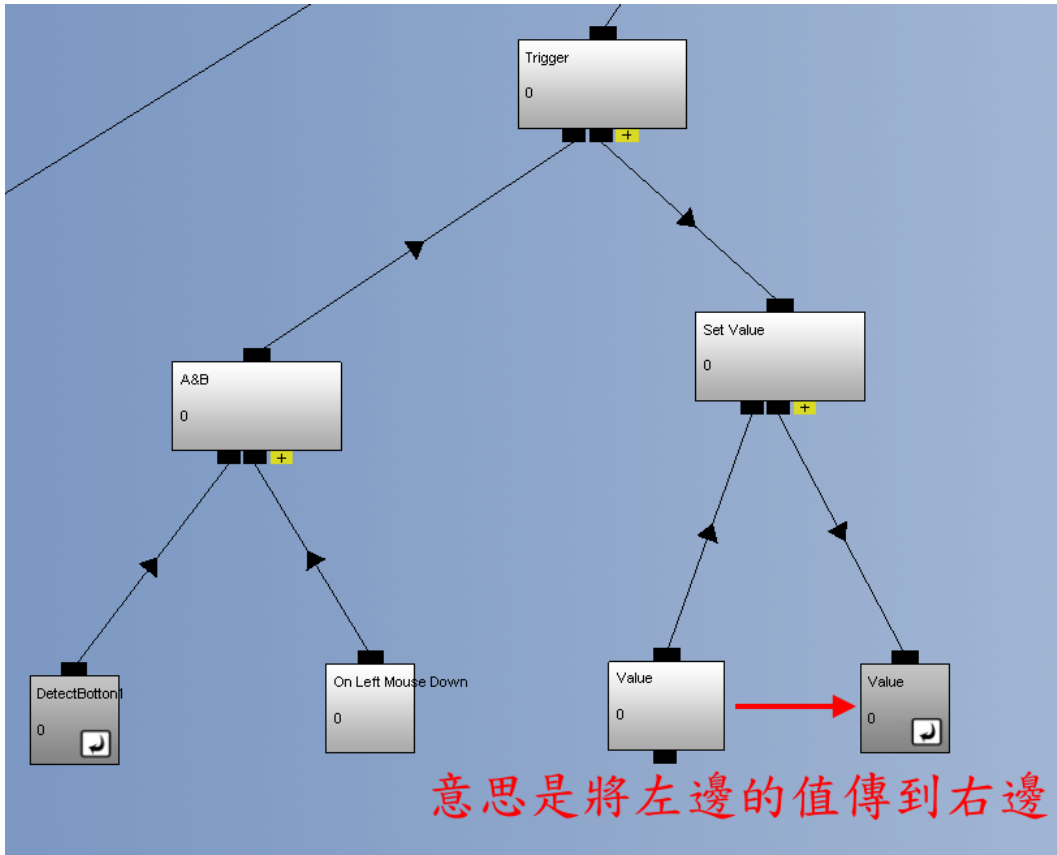 Trigger
0
Set Value
0
A&B
0
DetectBotton1
0
On Left Mouse Down
0
Value
0
Value
0
意思是將左邊的值傳到右邊